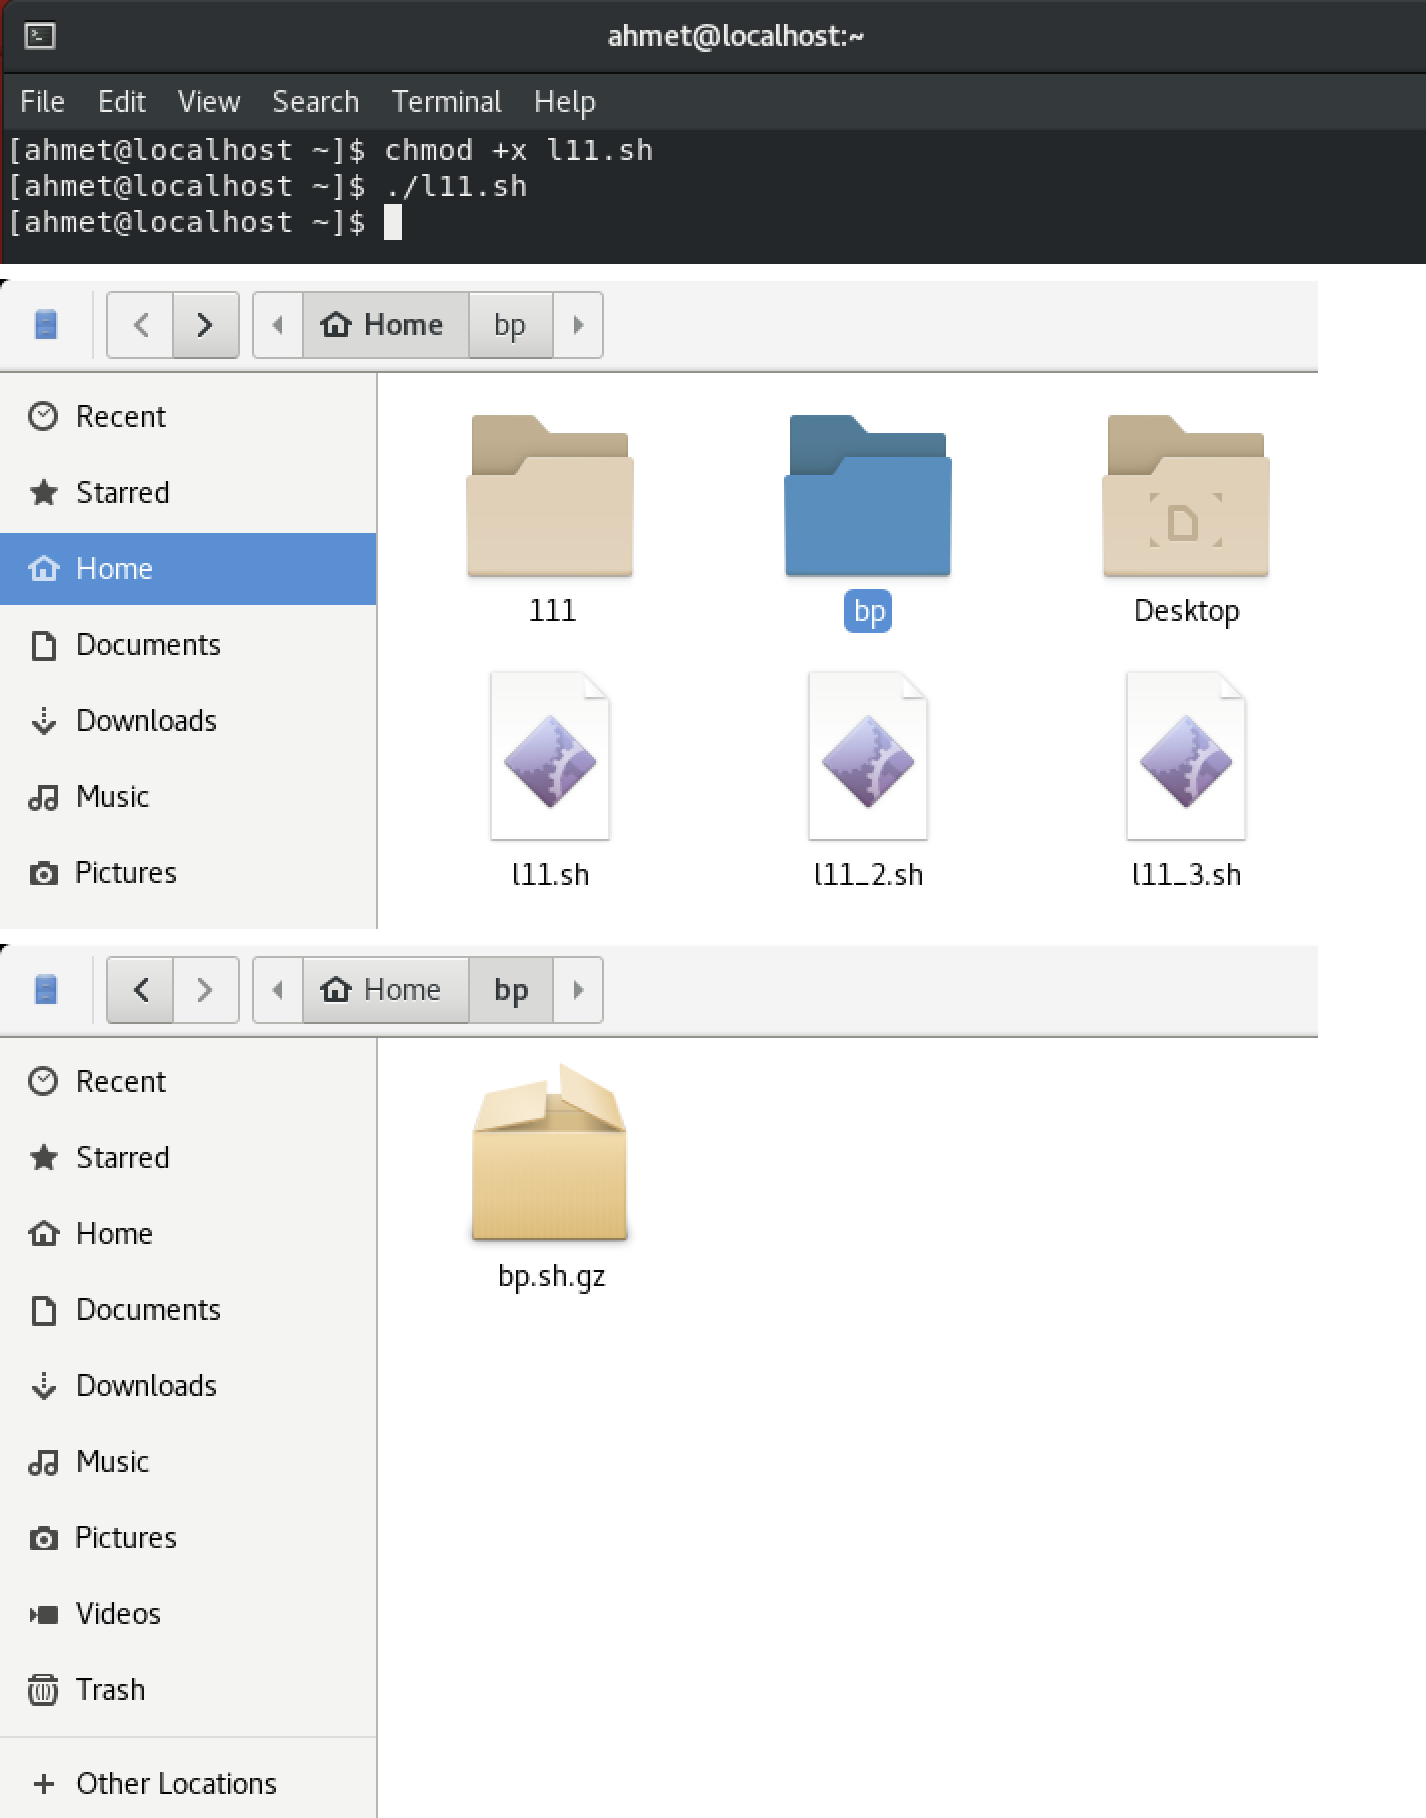 ahmet@localhost:~
File Edit View Search Terminal Help
[ahmet@localhost ~]$ chmod +x l11.sh
[ahmet@localhost ~]$ ./l11.sh
[ahmet@localhost ~]$
Home bp
Recent
Starred
Home
Documents
Downloads
Music
Pictures
111 bp Desktop
l11.sh l11_2.sh l11_3.sh
Home bp
Recent
Starred
Home
Documents
Downloads
Music
Pictures
Videos
Trash
Other Locations
bp.sh.gz